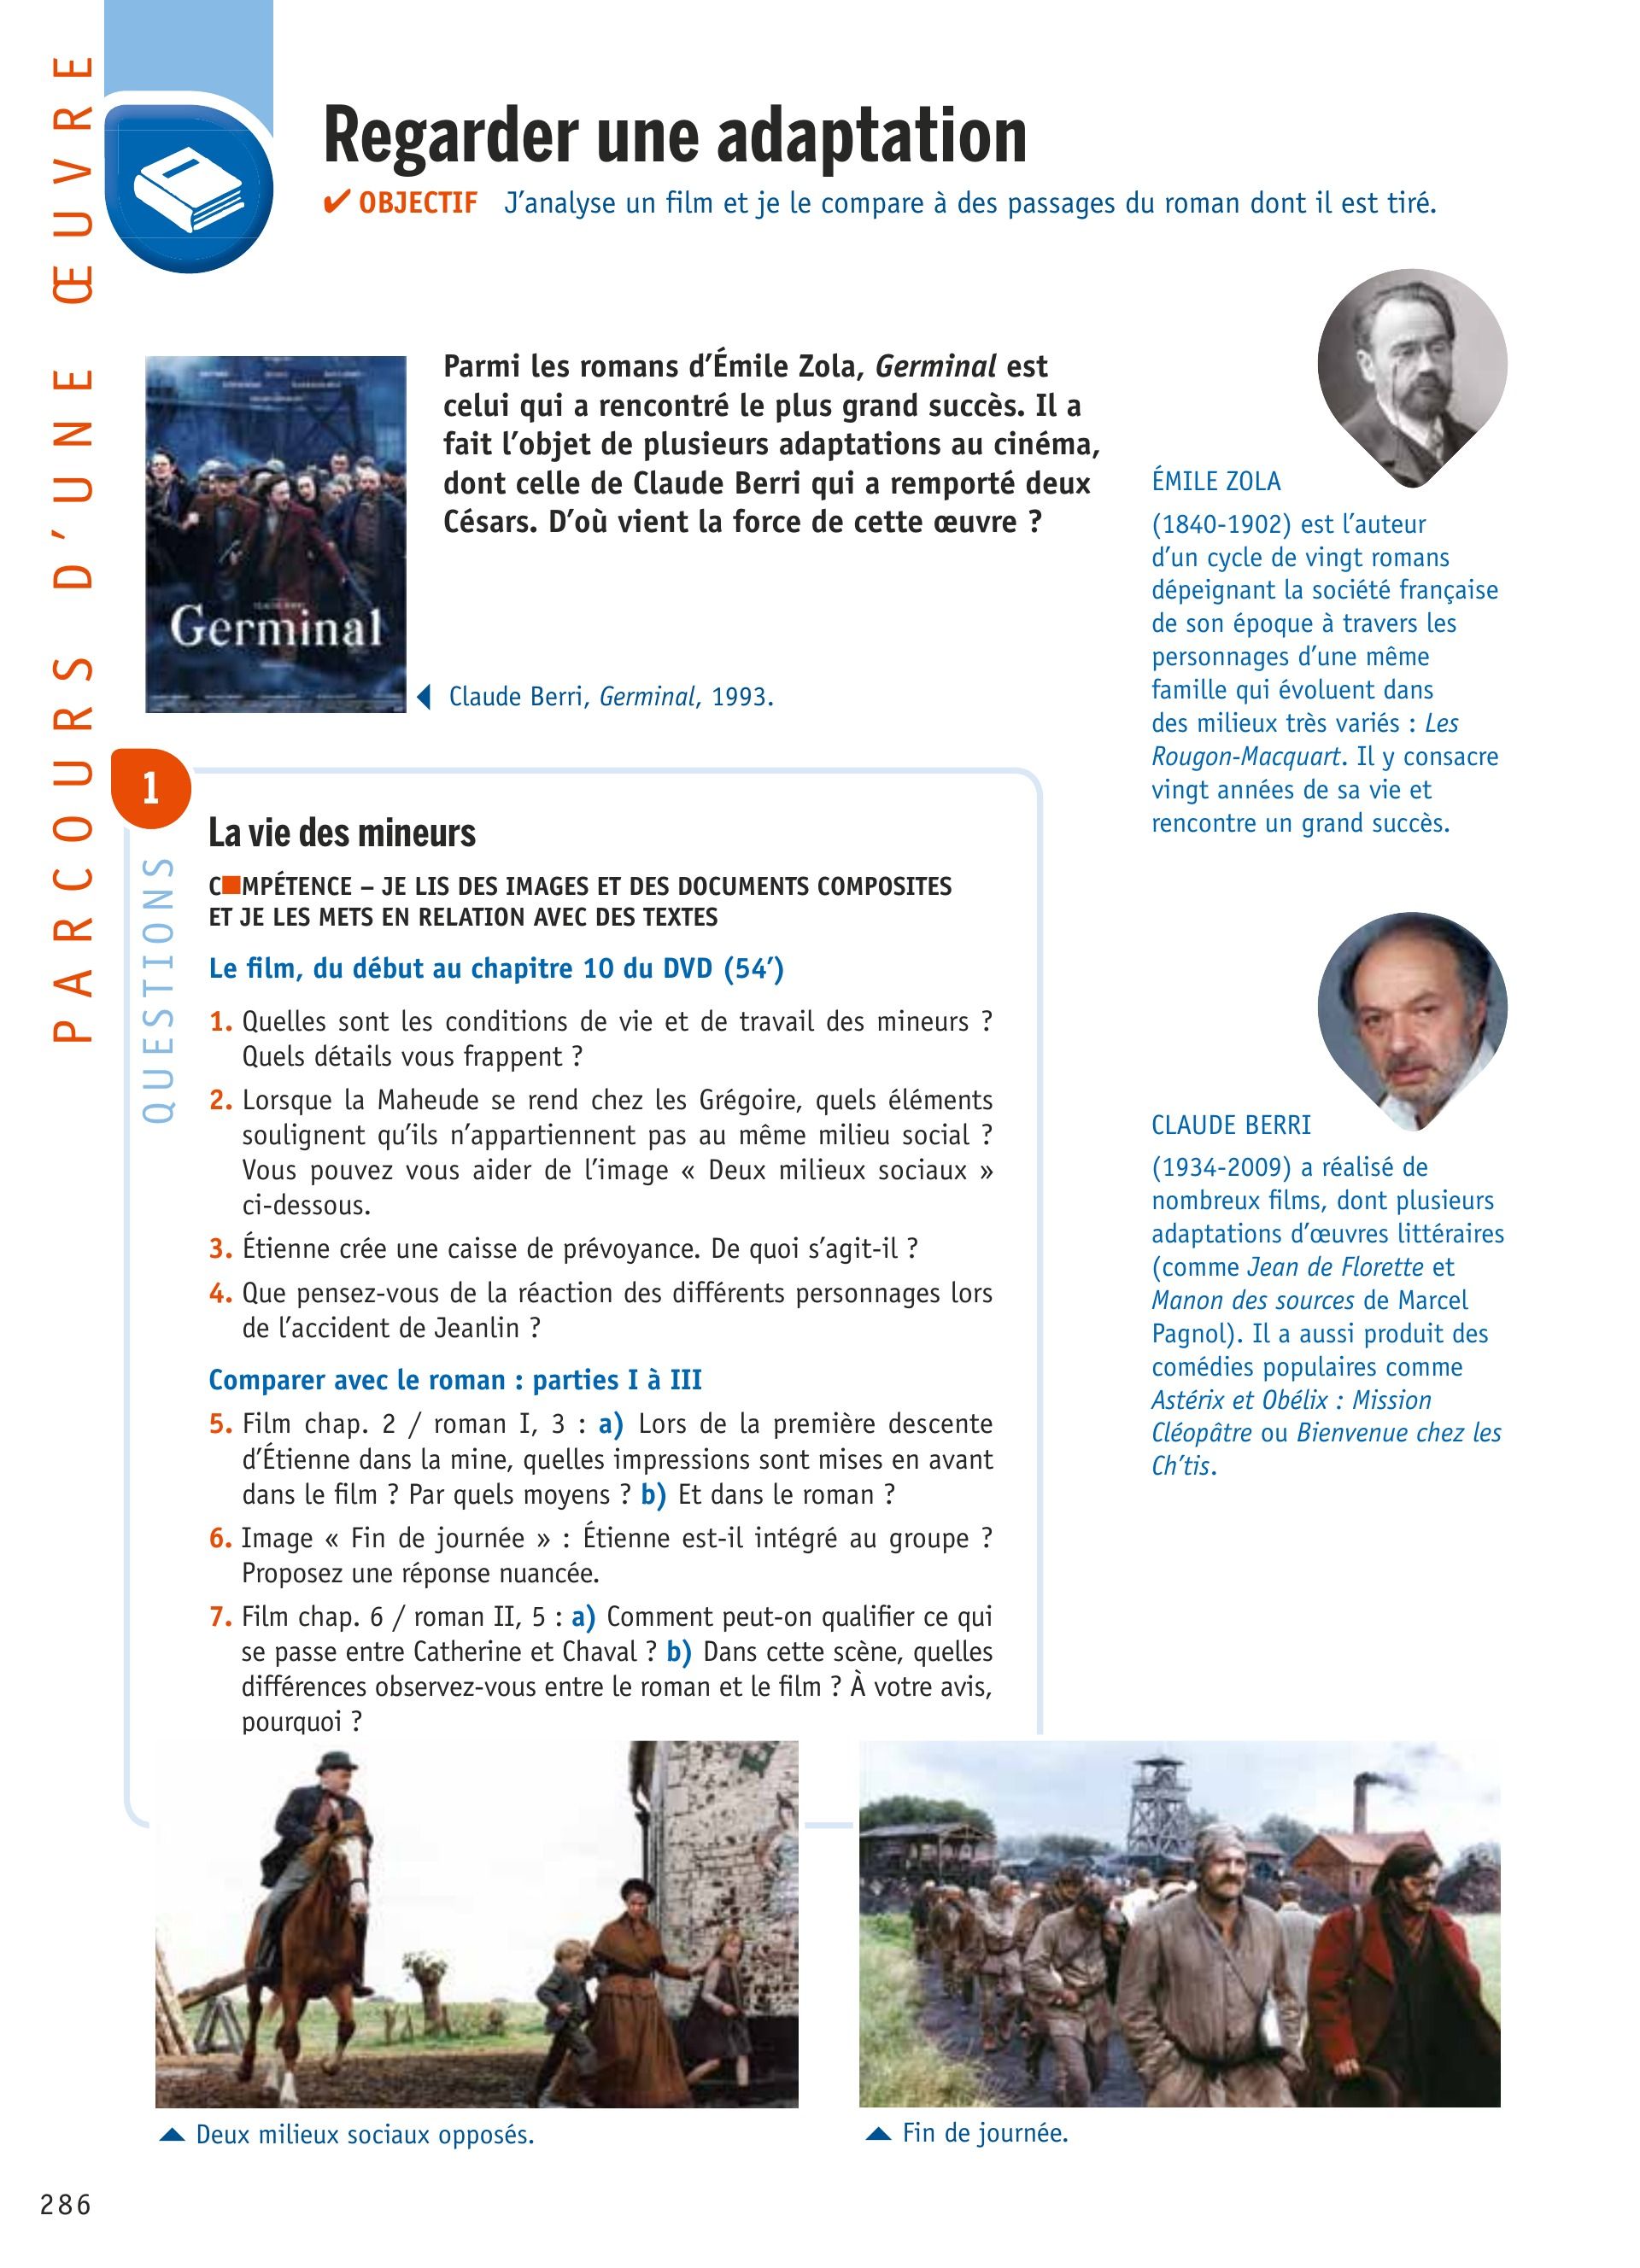 PARCOURS D'UNE ŒUVRE
Regarder une adaptation
✔ OBJECTIF J'analyse un film et je le compare à des passages du roman dont il est tiré.
Germinal
Parmi les romans d'Émile Zola, Germinal est
celui qui a rencontré le plus grand succès. Il a
fait l'objet de plusieurs adaptations au cinéma,
dont celle de Claude Berri qui a remporté deux
Césars. D'où vient la force de cette œuvre ?
Claude Berri, Germinal, 1993.
ÉMILE ZOLA
(1840-1902) est l'auteur
d'un cycle de vingt romans
dépeignant la société française
de son époque à travers les
personnages d'une même
famille qui évoluent dans
des milieux très variés : Les
Rougon-Macquart. Il y consacre
vingt années de sa vie et
rencontre un grand succès.
CLAUDE BERRI
(1934-2009) a réalisé de
nombreux films, dont plusieurs
adaptations d'œuvres littéraires
(comme Jean de Florette et
Manon des sources de Marcel
Pagnol). Il a aussi produit des
comédies populaires comme
Astérix et Obélix : Mission
Cléopâtre ou Bienvenue chez les
Ch'tis.
1
QUESTIONS
La vie des mineurs
C■MPÉTENCE – JE LIS DES IMAGES ET DES DOCUMENTS COMPOSITES
ET JE LES METS EN RELATION AVEC DES TEXTES
Le film, du début au chapitre 10 du DVD (54')
1. Quelles sont les conditions de vie et de travail des mineurs ?
Quels détails vous frappent ?
2. Lorsque la Maheude se rend chez les Grégoire, quels éléments
soulignent qu'ils n'appartiennent pas au même milieu social ?
Vous pouvez vous aider de l'image « Deux milieux sociaux »
ci-dessous.
3. Étienne crée une caisse de prévoyance. De quoi s'agit-il ?
4. Que pensez-vous de la réaction des différents personnages lors
de l'accident de Jeanlin ?
Comparer avec le roman : parties I à III
5. Film chap. 2 / roman I, 3 : a) Lors de la première descente
d'Étienne dans la mine, quelles impressions sont mises en avant
dans le film ? Par quels moyens ? b) Et dans le roman ?
6. Image « Fin de journée » : Étienne est-il intégré au groupe ?
Proposez une réponse nuancée.
7. Film chap. 6 / roman II, 5 : a) Comment peut-on qualifier ce qui
se passe entre Catherine et Chaval ? b) Dans cette scène, quelles
différences observez-vous entre le roman et le film ? À votre avis,
pourquoi ?
Deux milieux sociaux opposés.
Fin de journée.
286